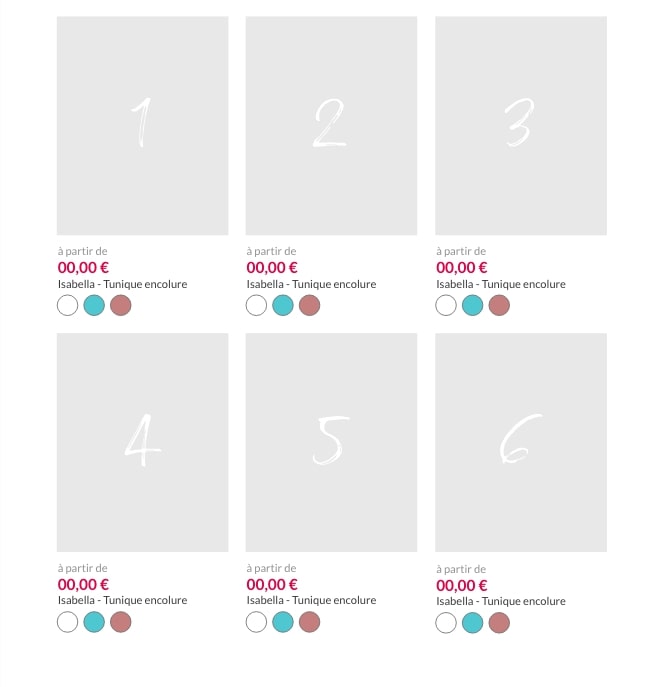 1
2
3
à partir de
00,00 €
Isabella - Tunique encolure
à partir de
00,00 €
Isabella - Tunique encolure
à partir de
00,00 €
Isabella - Tunique encolure
4
5
6
à partir de
00,00 €
Isabella - Tunique encolure
à partir de
00,00 €
Isabella - Tunique encolure
à partir de
00,00 €
Isabella - Tunique encolure